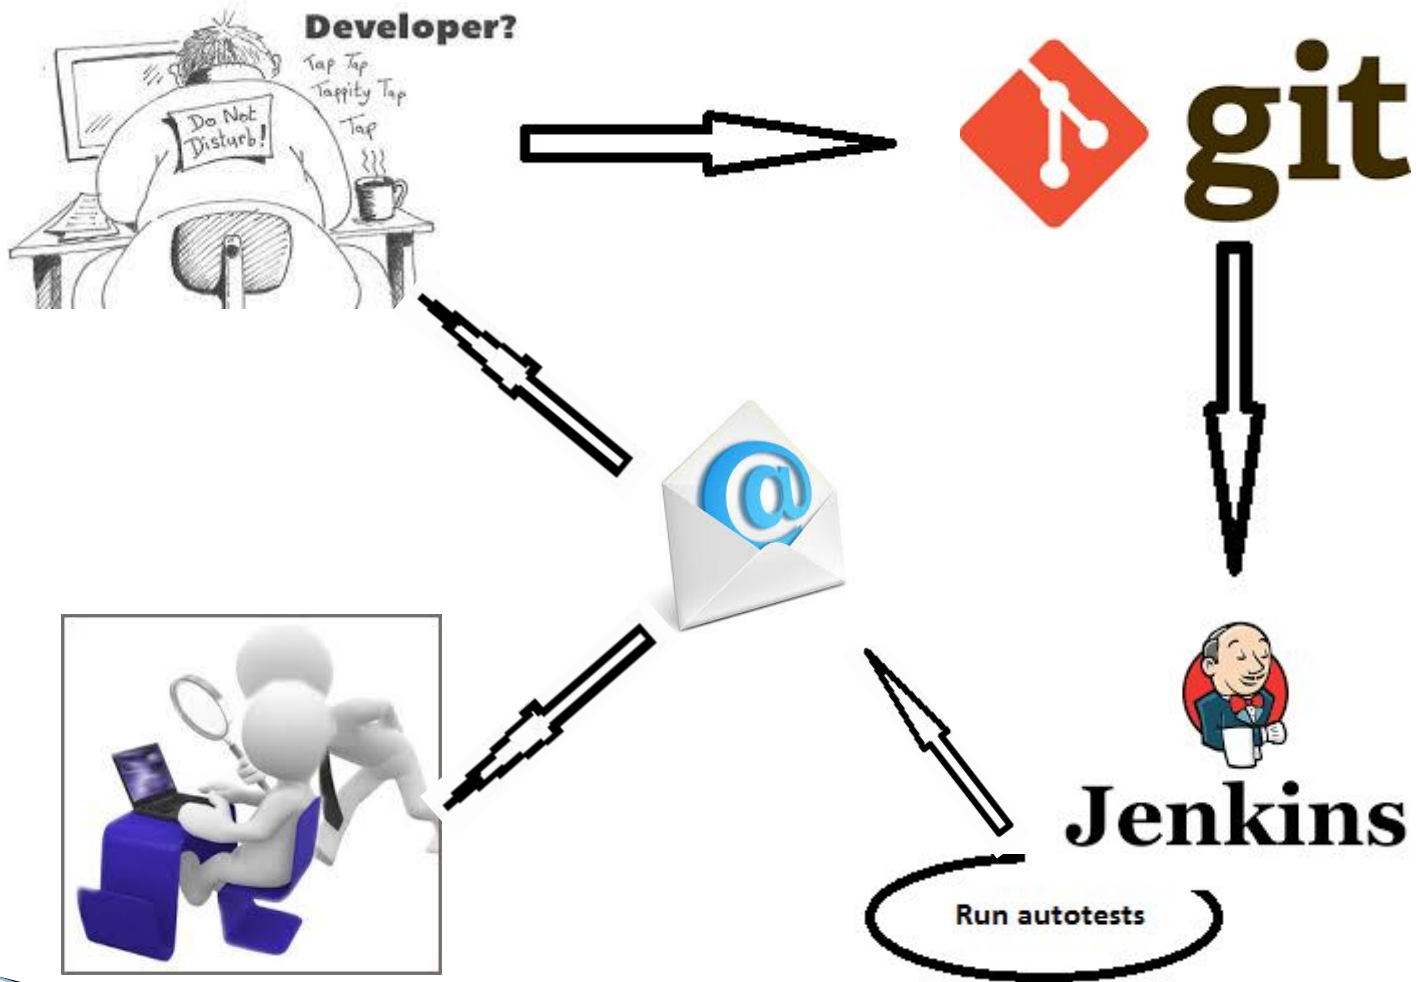 Developer?
Tap Tap
Tappity Tap
Tap
Do Not
Disturb!
git
@
Jenkins
Run autotests